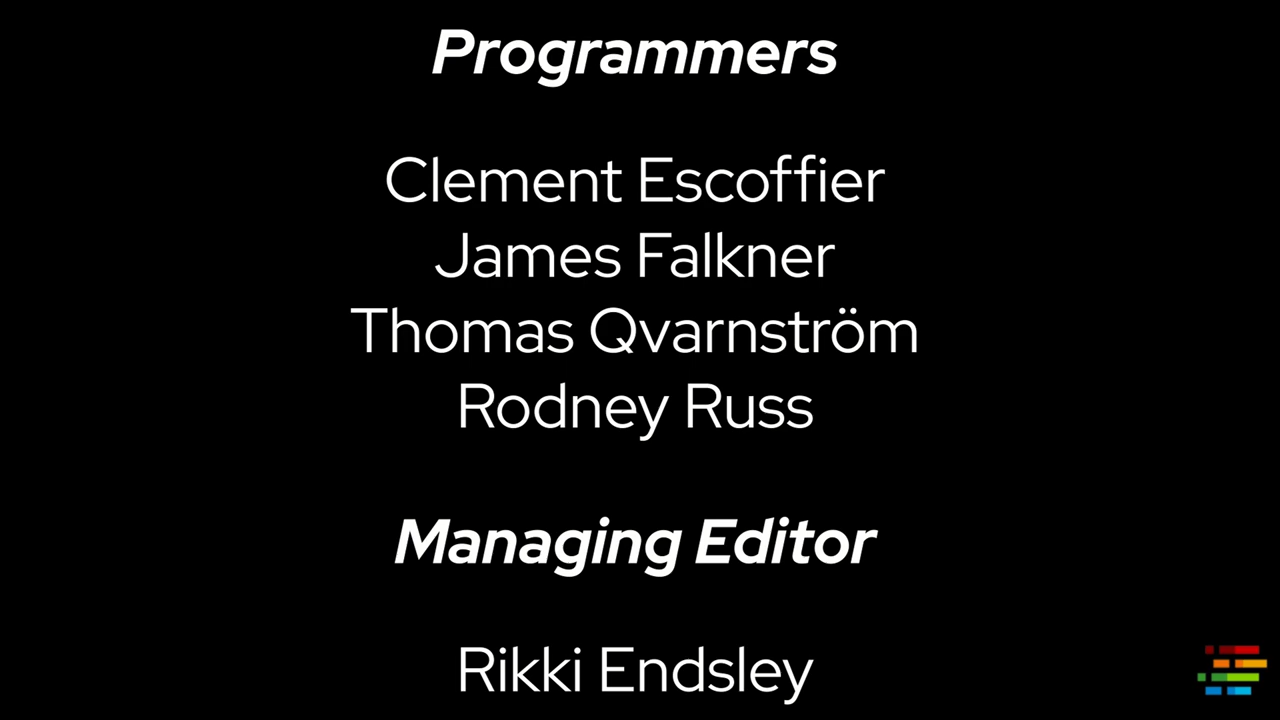 Programmers
Clement Escoffier
James Falkner
Thomas Qvarnström
Rodney Russ
Managing Editor
Rikki Endsley